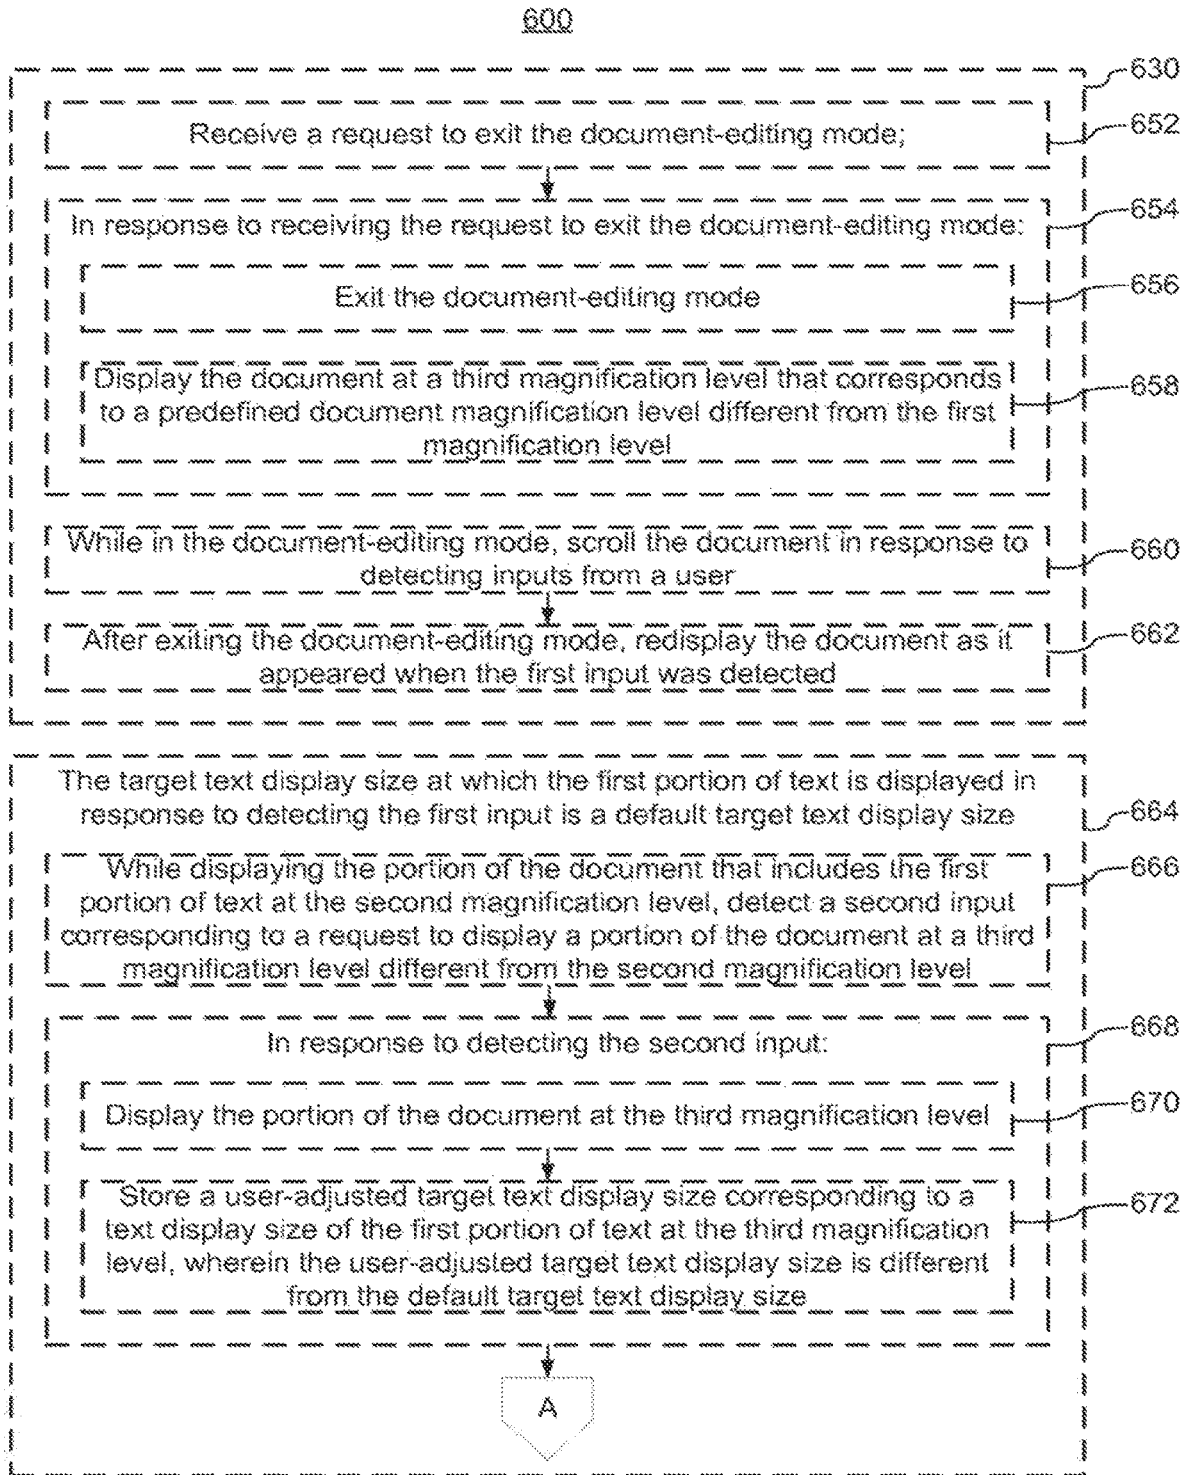 600
630
Receive a request to exit the document-editing mode;
652
In response to receiving the request to exit the document-editing mode:
654
Exit the document-editing mode
656
Display the document at a third magnification level that corresponds
to a predefined document magnification level different from the first
magnification level
658
While in the document-editing mode, scroll the document in response to
detecting inputs from a user
660
After exiting the document-editing mode, redisplay the document as it
appeared when the first input was detected
662
The target text display size at which the first portion of text is displayed in
response to detecting the first input is a default target text display size
664
While displaying the portion of the document that includes the first
portion of text at the second magnification level, detect a second input
corresponding to a request to display a portion of the document at a third
magnification level different from the second magnification level
666
In response to detecting the second input:
668
Display the portion of the document at the third magnification level
670
Store a user-adjusted target text display size corresponding to a
text display size of the first portion of text at the third magnification
level, wherein the user-adjusted target text display size is different
from the default target text display size
672
A